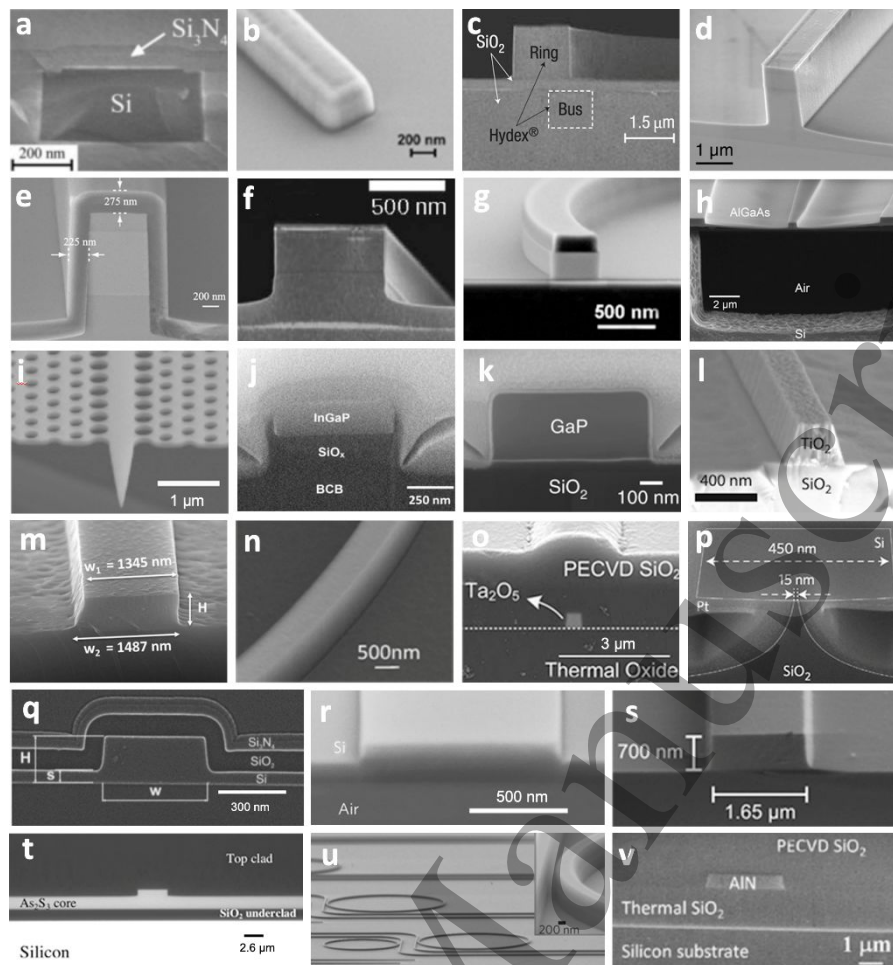 a
Si₃N₄
Si
200 nm
b
200 nm
c
SiO₂
Ring
Bus
Hydex®
1.5 µm
d
1 µm
e
275 nm
225 nm
200 nm
f
500 nm
g
500 nm
h
AlGaAs
Air
2 µm
Si
i
1 µm
j
InGaP
SiOₓ
BCB
250 nm
k
GaP
SiO₂
100 nm
l
TiO₂
SiO₂
400 nm
m
w₁ = 1345 nm
H
w₂ = 1487 nm
n
500nm
o
PECVD SiO₂
Ta₂O₅
3 µm
Thermal Oxide
p
Si
450 nm
15 nm
Pt
SiO₂
q
Si₃N₄
H
SiO₂
S
Si
W
300 nm
r
Si
500 nm
Air
s
700 nm
1.65 µm
t
Top clad
As₂S₃ core
SiO₂ underclad
2.6 µm
Silicon
u
200 nm
v
PECVD SiO₂
AlN
Thermal SiO₂
Silicon substrate
1 µm